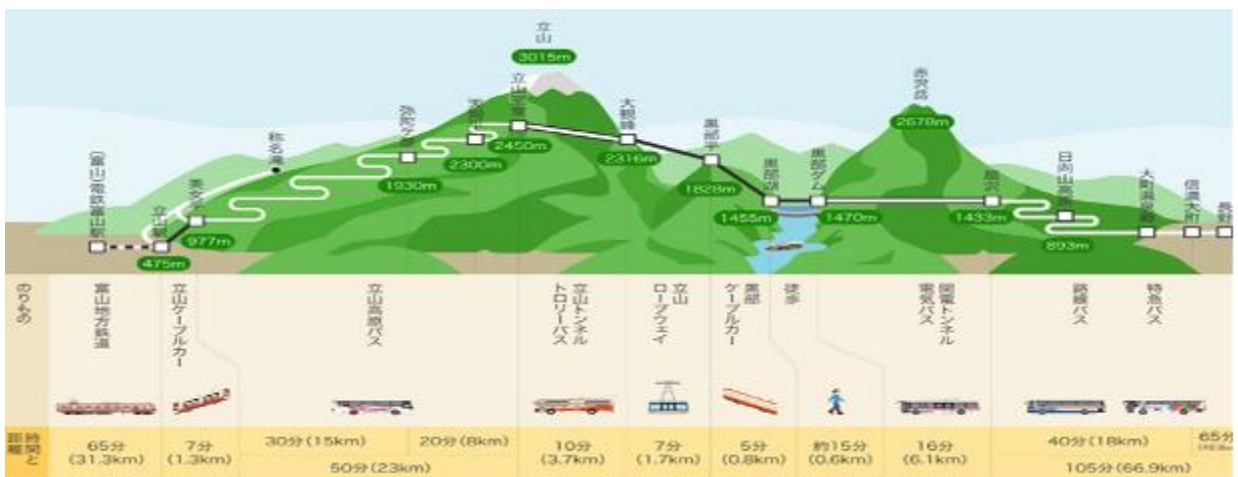 立山
3015m
赤沢岳
2678m
(富山)電鉄富山駅
立山駅
475m
美女平
977m
称名滝
弥陀ヶ原
1930m
2300m
2450m
大観峰
2316m
黒部平
1828m
黒部湖
1455m
黒部ダム
1470m
扇沢
1433m
日向山高原
893m
大町温泉郷
信濃大町
長野
のりもの
富山地方鉄道
立山ケーブルカー
立山高原バス
立山トンネル
トロリーバス
立山
ロープウェイ
黒部
ケーブルカー
徒歩
関電トンネル
電気バス
路線バス
特急バス
時間と
距離
65分
(31.3km)
7分
(1.3km)
30分(15km)
20分(8km)
50分(23km)
10分
(3.7km)
7分
(1.7km)
5分
(0.8km)
約15分
(0.6km)
16分
(6.1km)
40分(18km)
65分
105分(66.9km)